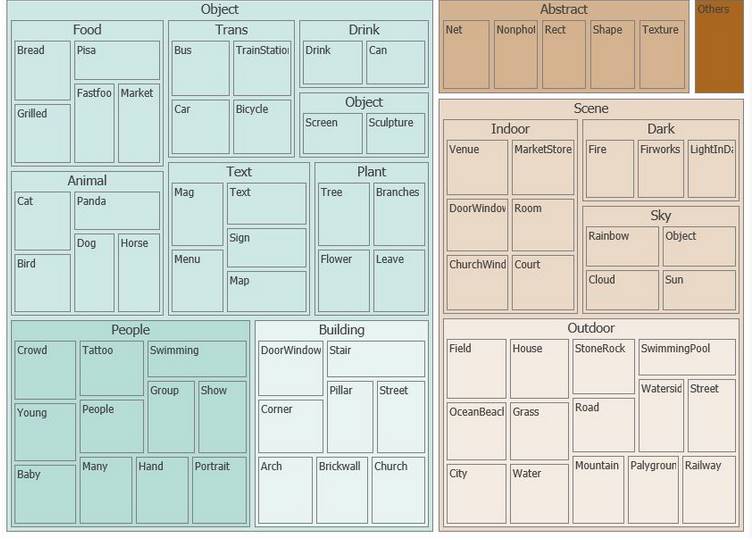 Object
Food
Bread
Pisa
Grilled
Fastfoo
Market
Trans
Bus
TrainStation
Car
Bicycle
Drink
Drink
Can
Object
Screen
Sculpture
Animal
Cat
Panda
Bird
Dog
Horse
Text
Mag
Text
Menu
Sign
Map
Plant
Tree
Branches
Flower
Leave
People
Crowd
Tattoo
Swimming
Young
People
Group
Show
Baby
Many
Hand
Portrait
Building
DoorWindow
Stair
Corner
Pillar
Street
Arch
Brickwall
Church
Abstract
Net
Nonphot
Rect
Shape
Texture
Others
Scene
Indoor
Venue
MarketStore
DoorWindow
Room
ChurchWind
Court
Dark
Fire
Firworks
LightInDa
Sky
Rainbow
Object
Cloud
Sun
Outdoor
Field
House
StoneRock
SwimmingPool
OceanBeach
Grass
Road
Watersid
Street
City
Water
Mountain
Palygroun
Railway